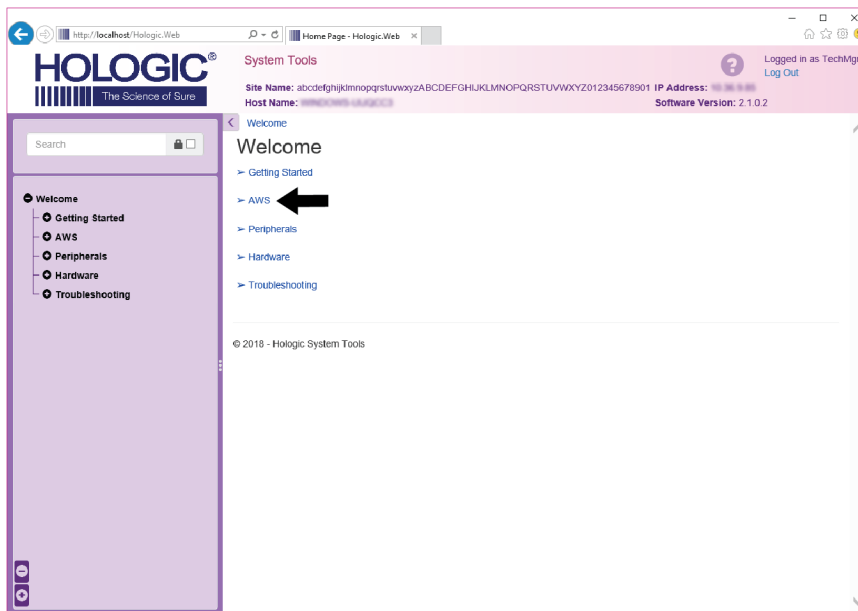 http://localhost/Hologic.Web
Home Page - Hologic.Web
HOLOGIC®
The Science of Sure
System Tools
Logged in as TechMg
Log Out
Site Name: abcdefghijklmnopqrstuvwxyzABCDEFGHIJKLMNOPQRSTUVWXYZ012345678901 IP Address:
Host Name:
Software Version: 2.1.0.2
Search
Welcome
Getting Started
AWS
Peripherals
Hardware
Troubleshooting
Welcome
Welcome
➢ Getting Started
➢ AWS
➢ Peripherals
➢ Hardware
➢ Troubleshooting
© 2018 - Hologic System Tools